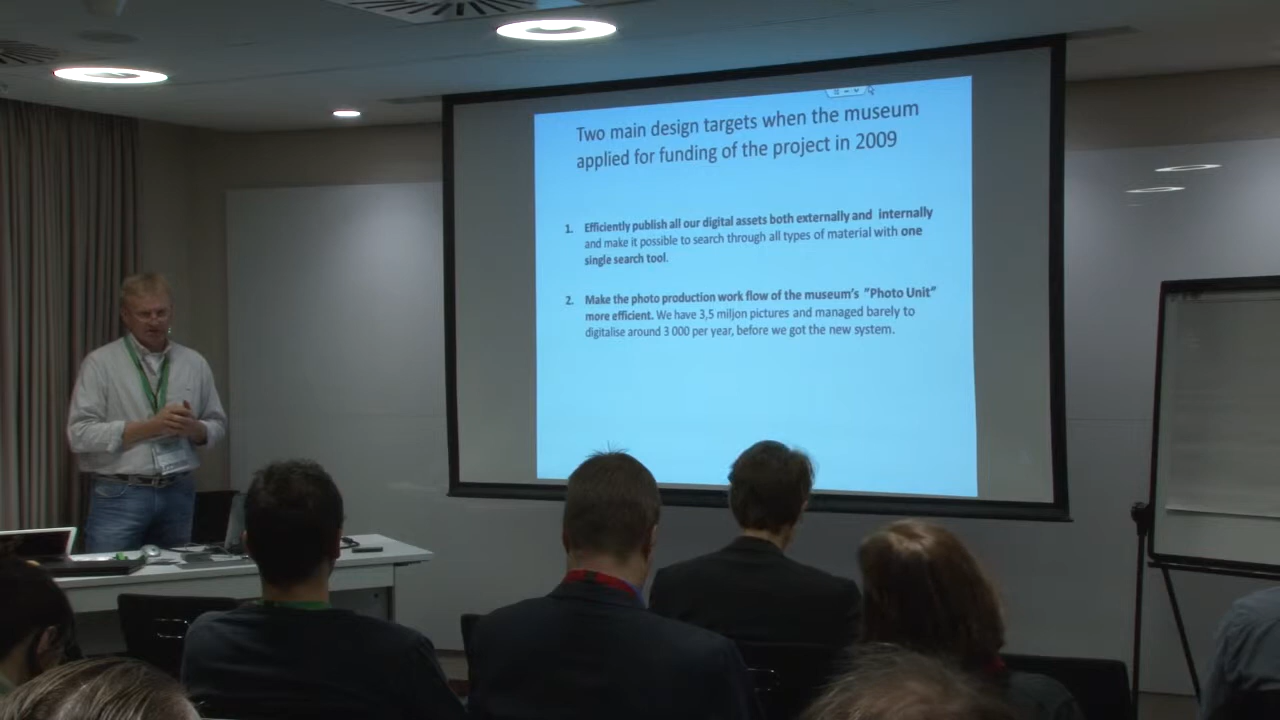 Two main design targets when the museum
applied for funding of the project in 2009
1. Efficiently publish all our digital assets both externally and internally
and make it possible to search through all types of material with one
single search tool.
2. Make the photo production work flow of the museum's ”Photo Unit”
more efficient. We have 3,5 miljon pictures and managed barely to
digitalise around 3 000 per year, before we got the new system.